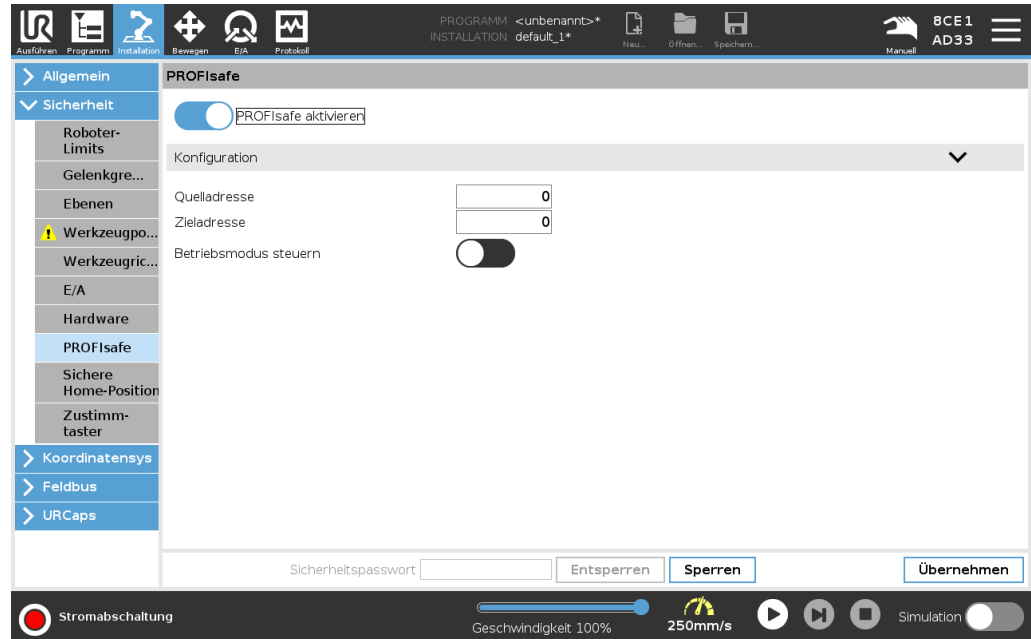 UR
PROGRAMM <unbenannt>*
INSTALLATION default_1*
Ausführen Programm Installation Bewegen E/A Protokoll
Neu... Öffnen... Speichern...
Manuell
8CE1
AD33
Allgemein
Sicherheit
Roboter-
Limits
Gelenkgre...
Ebenen
Werkzeugpo...
Werkzeugric...
E/A
Hardware
PROFIsafe
Sichere
Home-Position
Zustimm-
taster
Koordinatensys
Feldbus
URCaps
PROFIsafe
PROFIsafe aktivieren
Konfiguration
Quelladresse 0
Zieladresse 0
Betriebsmodus steuern
Sicherheitspasswort Entsperren Sperren Übernehmen
Stromabschaltung
Geschwindigkeit 100%
250mm/s
Simulation